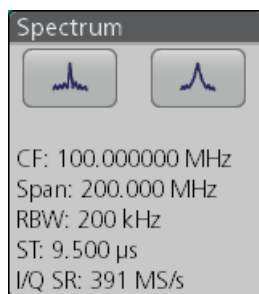 Spectrum
CF: 100.000000 MHz
Span: 200.000 MHz
RBW: 200 kHz
ST: 9.500 µs
I/Q SR: 391 MS/s